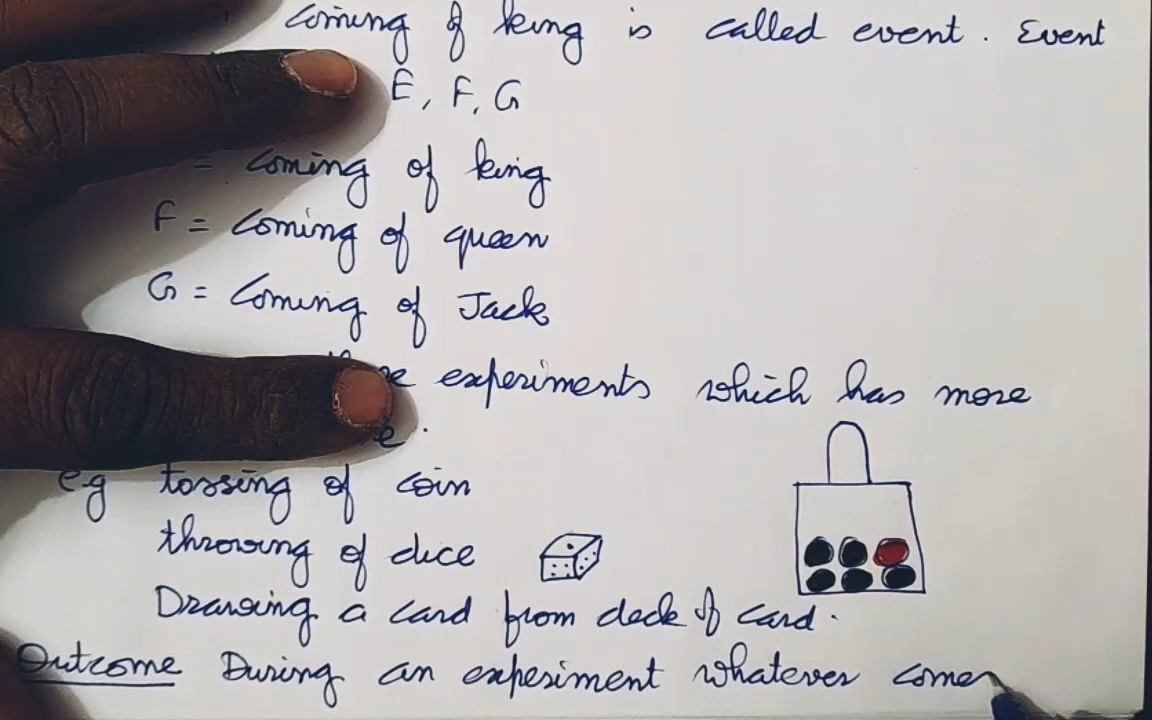 coming of king is called event. Event
E, F, G
= coming of king
F = coming of queen
G = coming of Jack
experiments which has more
e.g tossing of coin
throwing of dice
Drawing a card from deck of card.
Outcome During an experiment whatever comes